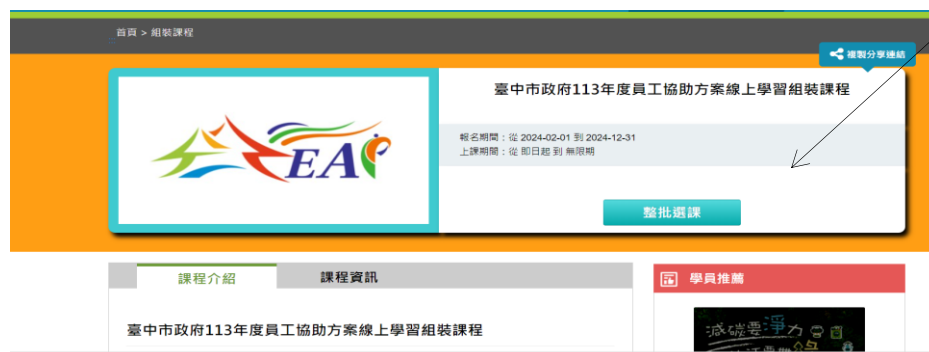 首頁 > 組裝課程
複製分享連結
臺中市政府113年度員工協助方案線上學習組裝課程
報名期間：從 2024-02-01 到 2024-12-31
上課期間：從 即日起 到 無限期
EAP
整批選課
課程介紹
課程資訊
學員推薦
臺中市政府113年度員工協助方案線上學習組裝課程
減碳要淨力